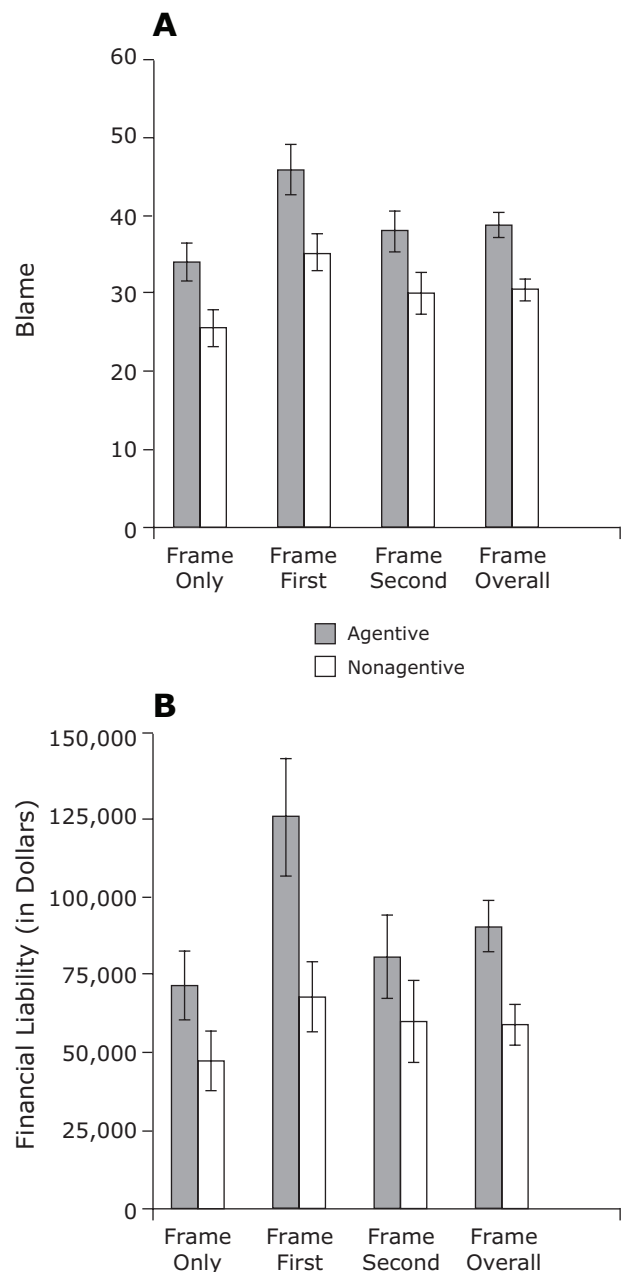 A
60
50
40
30
20
10
0
Blame
Frame Only
Frame First
Frame Second
Frame Overall
Agentive
Nonagentive
B
150,000
125,000
100,000
75,000
50,000
25,000
0
Financial Liability (in Dollars)
Frame Only
Frame First
Frame Second
Frame Overall